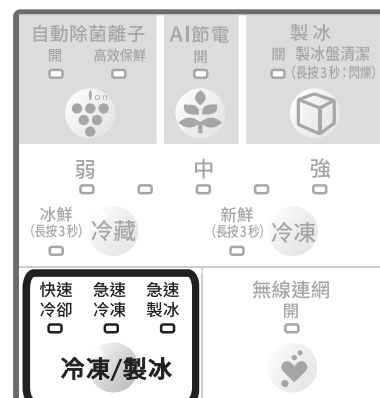 自動除菌離子 AI節電 製冰
開 高效保鮮 開 關 製冰盤清潔
(長按3秒:閃爍)
Ion
弱 中 強
冰鮮 新鮮
(長按3秒) 冷藏 (長按3秒) 冷凍
快速 急速 急速 無線連網
冷卻 冷凍 製冰 開
冷凍/製冰